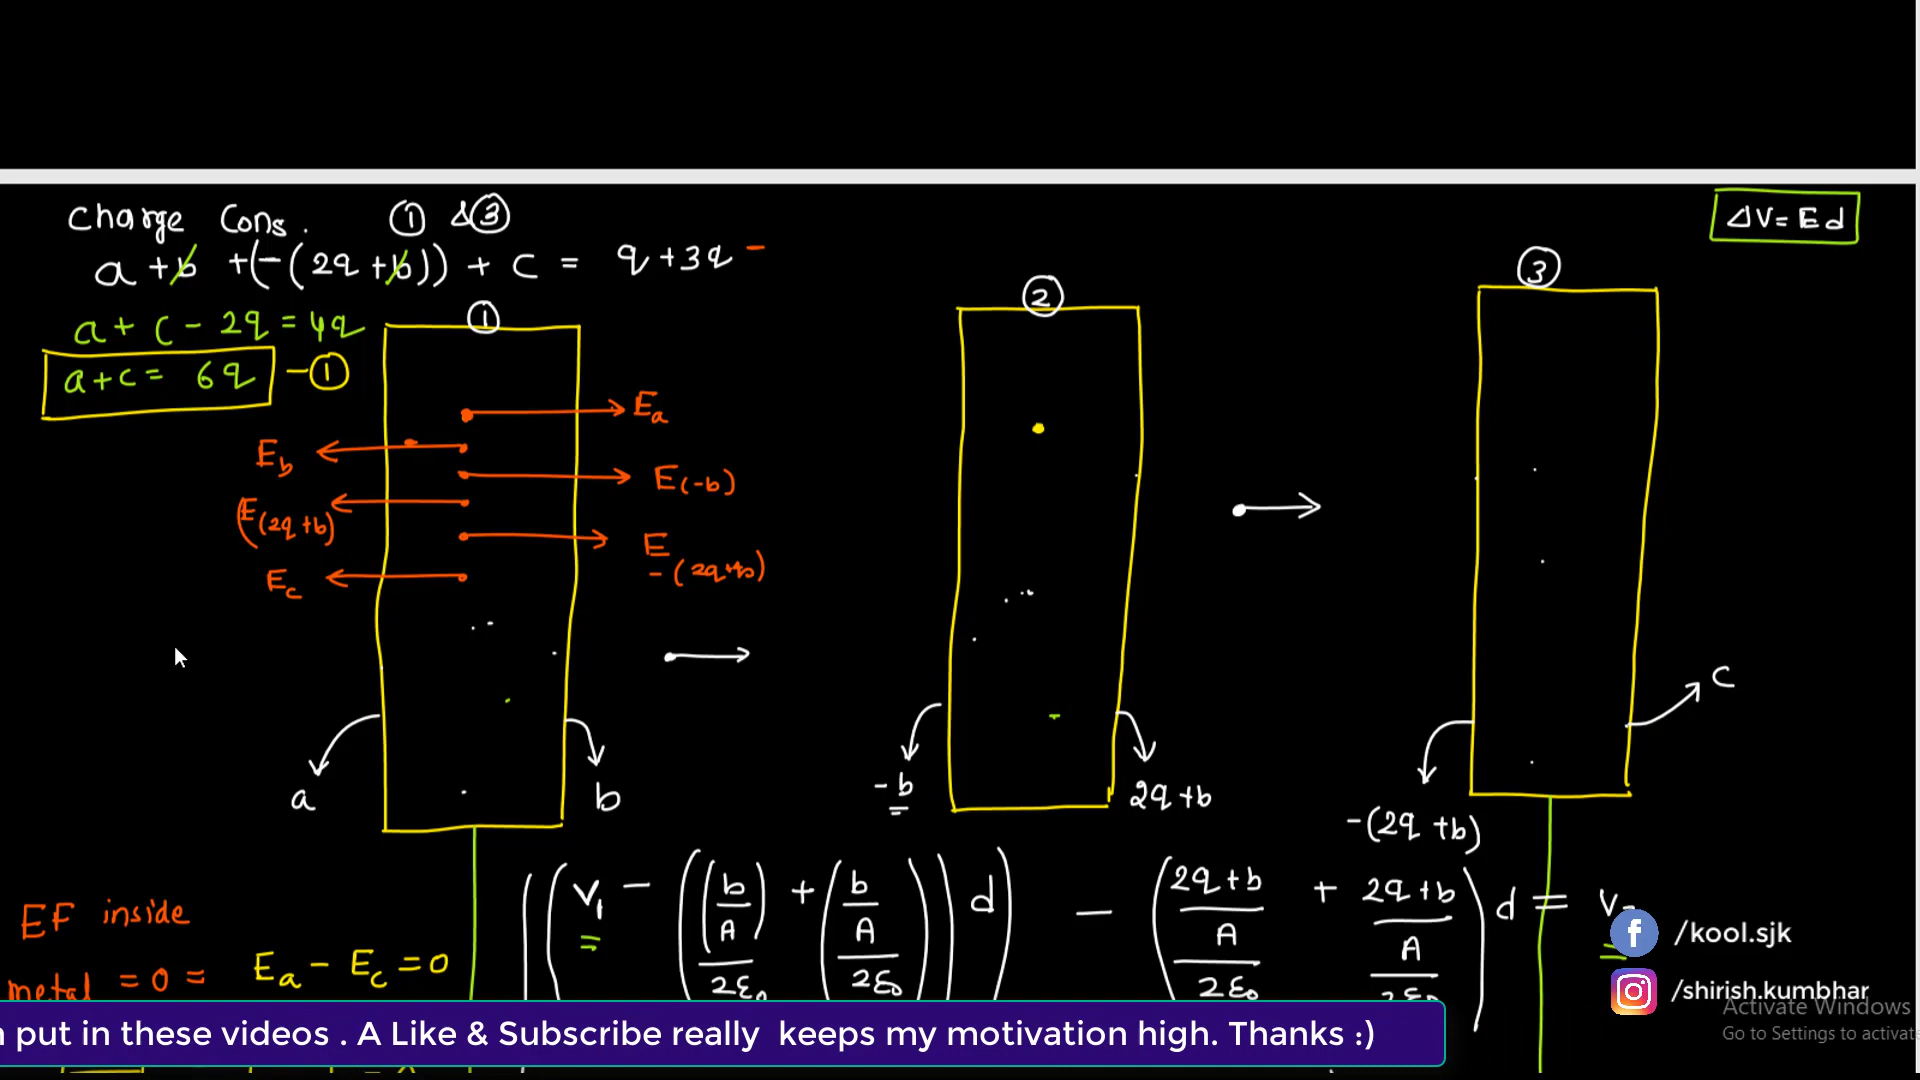 Charge Cons. ① & ③
ΔV = Ed
a + b + (-(2q + b)) + c = q + 3q -
a + c - 2q = 4q
a + c = 6q - ①
①
②
③
Ea
Eb
E(-b)
(E(2q + b)
E-(2q+b)
Ec
c
a
b
-b
2q + b
-(2q + b)
((V1 - ((b/A)/2ε0 + (b/A)/2ε0)) d) - ((2q+b)/A/2ε0 + (2q+b)/A/2ε0) d =
EF inside
metal = 0 = Ea - Ec = 0
/kool.sjk
/shirish.kumbhar
Activate Windows
Go to Settings to activat
put in these videos . A Like & Subscribe really keeps my motivation high. Thanks :)